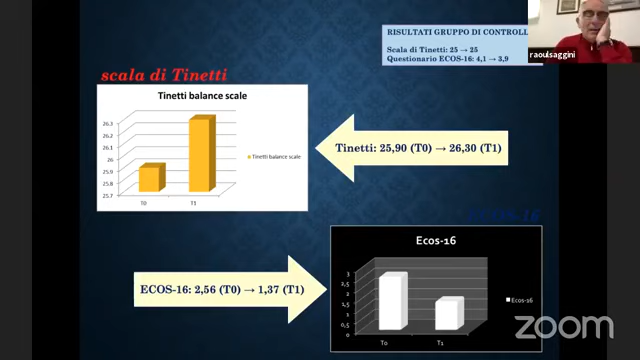 RISULTATI GRUPPO DI CONTROLL
Scala di Tinetti: 25 → 25
Questionario ECOS-16: 4,1 → 3,9
raoulsaggini
scala di Tinetti
Tinetti balance scale
26.3
26.2
26.1
26
25.9
25.8
25.7
T0
T1
Tinetti balance scale
Tinetti: 25,90 (T0) → 26,30 (T1)
ECOS-16
ECOS-16: 2,56 (T0) → 1,37 (T1)
Ecos-16
3
2,5
2
1,5
1
0,5
0
T0
T1
Ecos-16
zoom